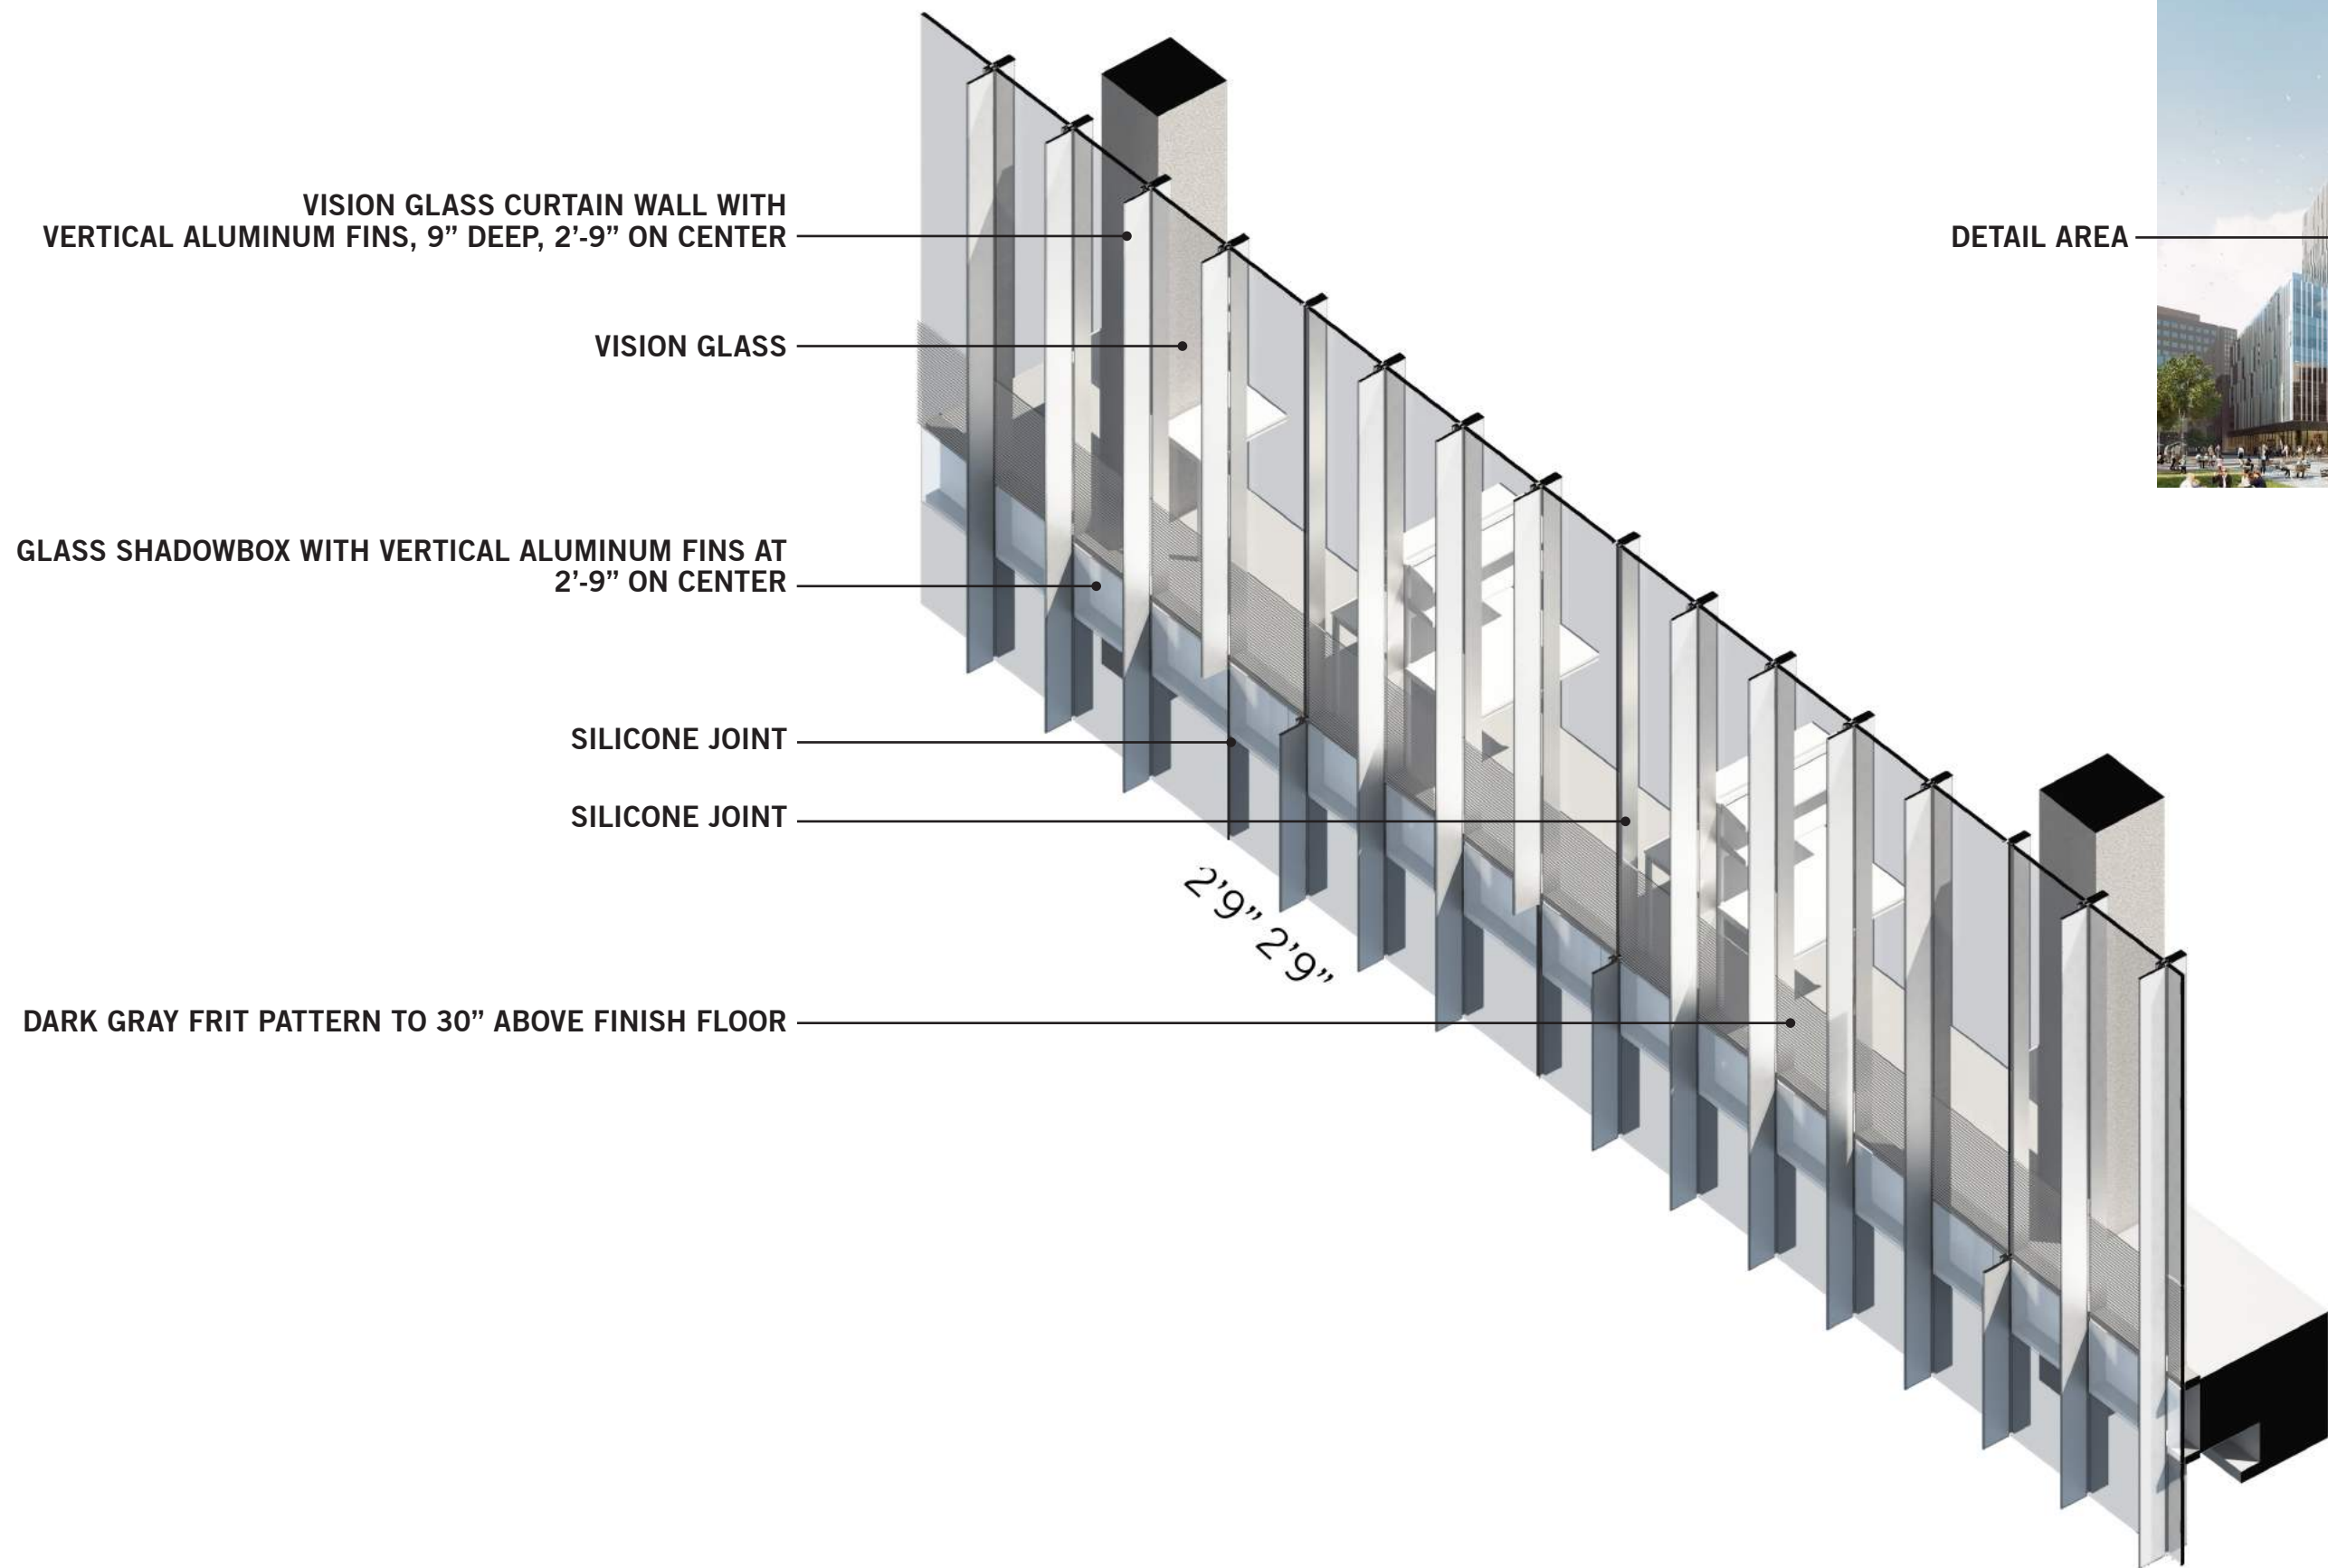 VISION GLASS CURTAIN WALL WITH
VERTICAL ALUMINUM FINS, 9” DEEP, 2’-9” ON CENTER
DETAIL AREA
VISION GLASS
GLASS SHADOWBOX WITH VERTICAL ALUMINUM FINS AT
2’-9” ON CENTER
SILICONE JOINT
SILICONE JOINT
2’9” 2’9”
DARK GRAY FRIT PATTERN TO 30” ABOVE FINISH FLOOR